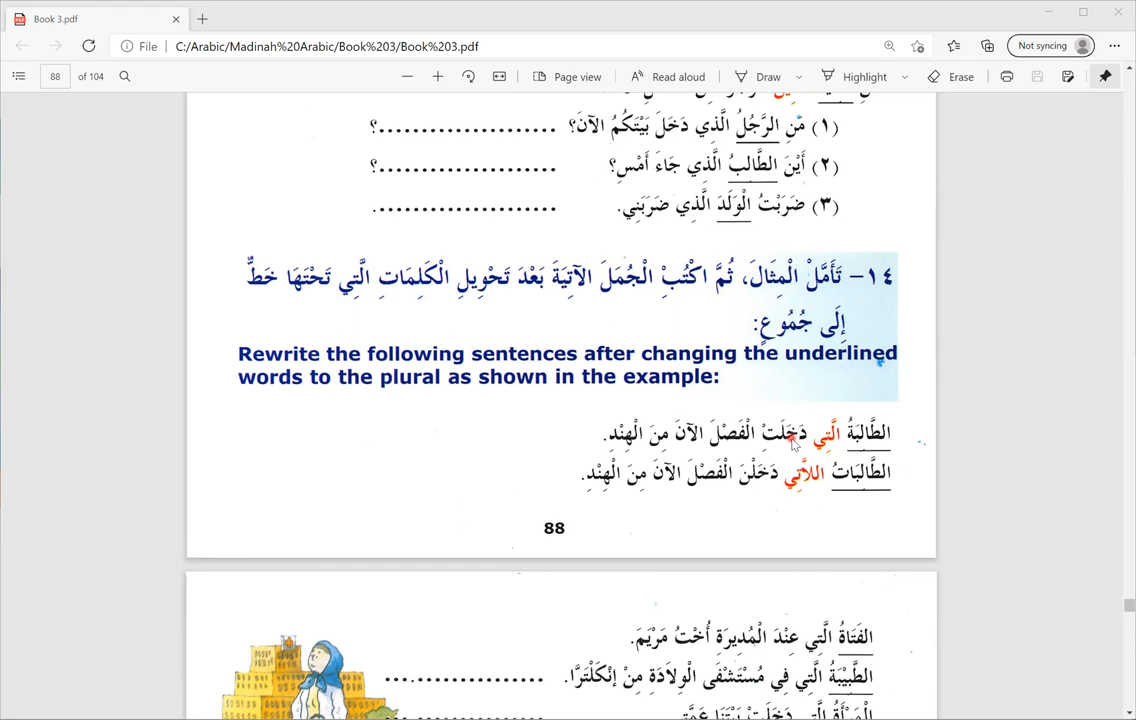 Book 3.pdf
File C:/Arabic/Madinah%20Arabic/Book%203/Book%203.pdf Not syncing
88 of 104 Page view Read aloud Draw Highlight Erase
(١) مَنِ الرَّجُلُ الَّذِي دَخَلَ بَيْتَكُمُ الآنَ؟ .......................؟
(٢) أَيْنَ الطَّالِبُ الَّذِي جَاءَ أَمْسِ؟ .......................؟
(٣) ضَرَبْتُ الْوَلَدَ الَّذِي ضَرَبَنِي. ........................
١٤- تَأَمَّلْ الْمِثَالَ، ثُمَّ اكْتُبْ الْجُمَلَ الآتِيَةَ بَعْدَ تَحْوِيلِ الْكَلِمَاتِ الَّتِي تَحْتَهَا خَطٌّ
إِلَى جُمُوعٍ:
Rewrite the following sentences after changing the underlined
words to the plural as shown in the example:
الطَّالِبَةُ الَّتِي دَخَلَتْ الْفَصْلَ الآنَ مِنَ الْهِنْدِ.
الطَّالِبَاتُ اللاَّتِي دَخَلْنَ الْفَصْلَ الآنَ مِنَ الْهِنْدِ.
88
الفَتَاةُ الَّتِي عِنْدَ الْمُدِيرَةِ أُخْتُ مَرْيَمَ.
الطَّبِيْبَةُ الَّتِي فِي مُسْتَشْفَى الْوِلَادَةِ مِنْ إِنْكَلْتَرَّا. ....................
الْمَرْأَةُ الَّتِي دَخَلَتْ بَيْتَنَا عَمَّتِي